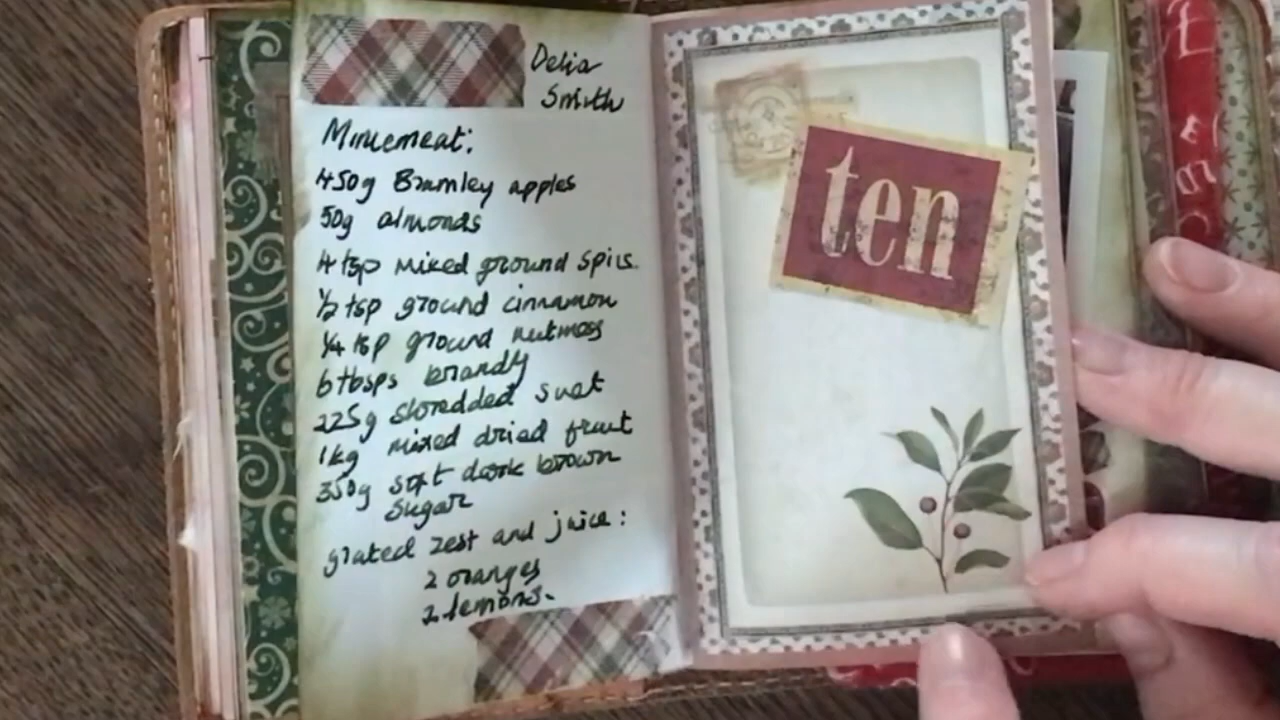 Delia
Smith
Mincemeat:
450g Bramley apples
50g almonds
4 tsp mixed ground spics.
1/2 tsp ground cinnamon
1/4 tsp ground nutmeg
6 tbsps brandy
225g shredded suet
1kg mixed dried fruit
350g soft dark brown
sugar
grated zest and juice:
2 oranges
2 lemons.
ten